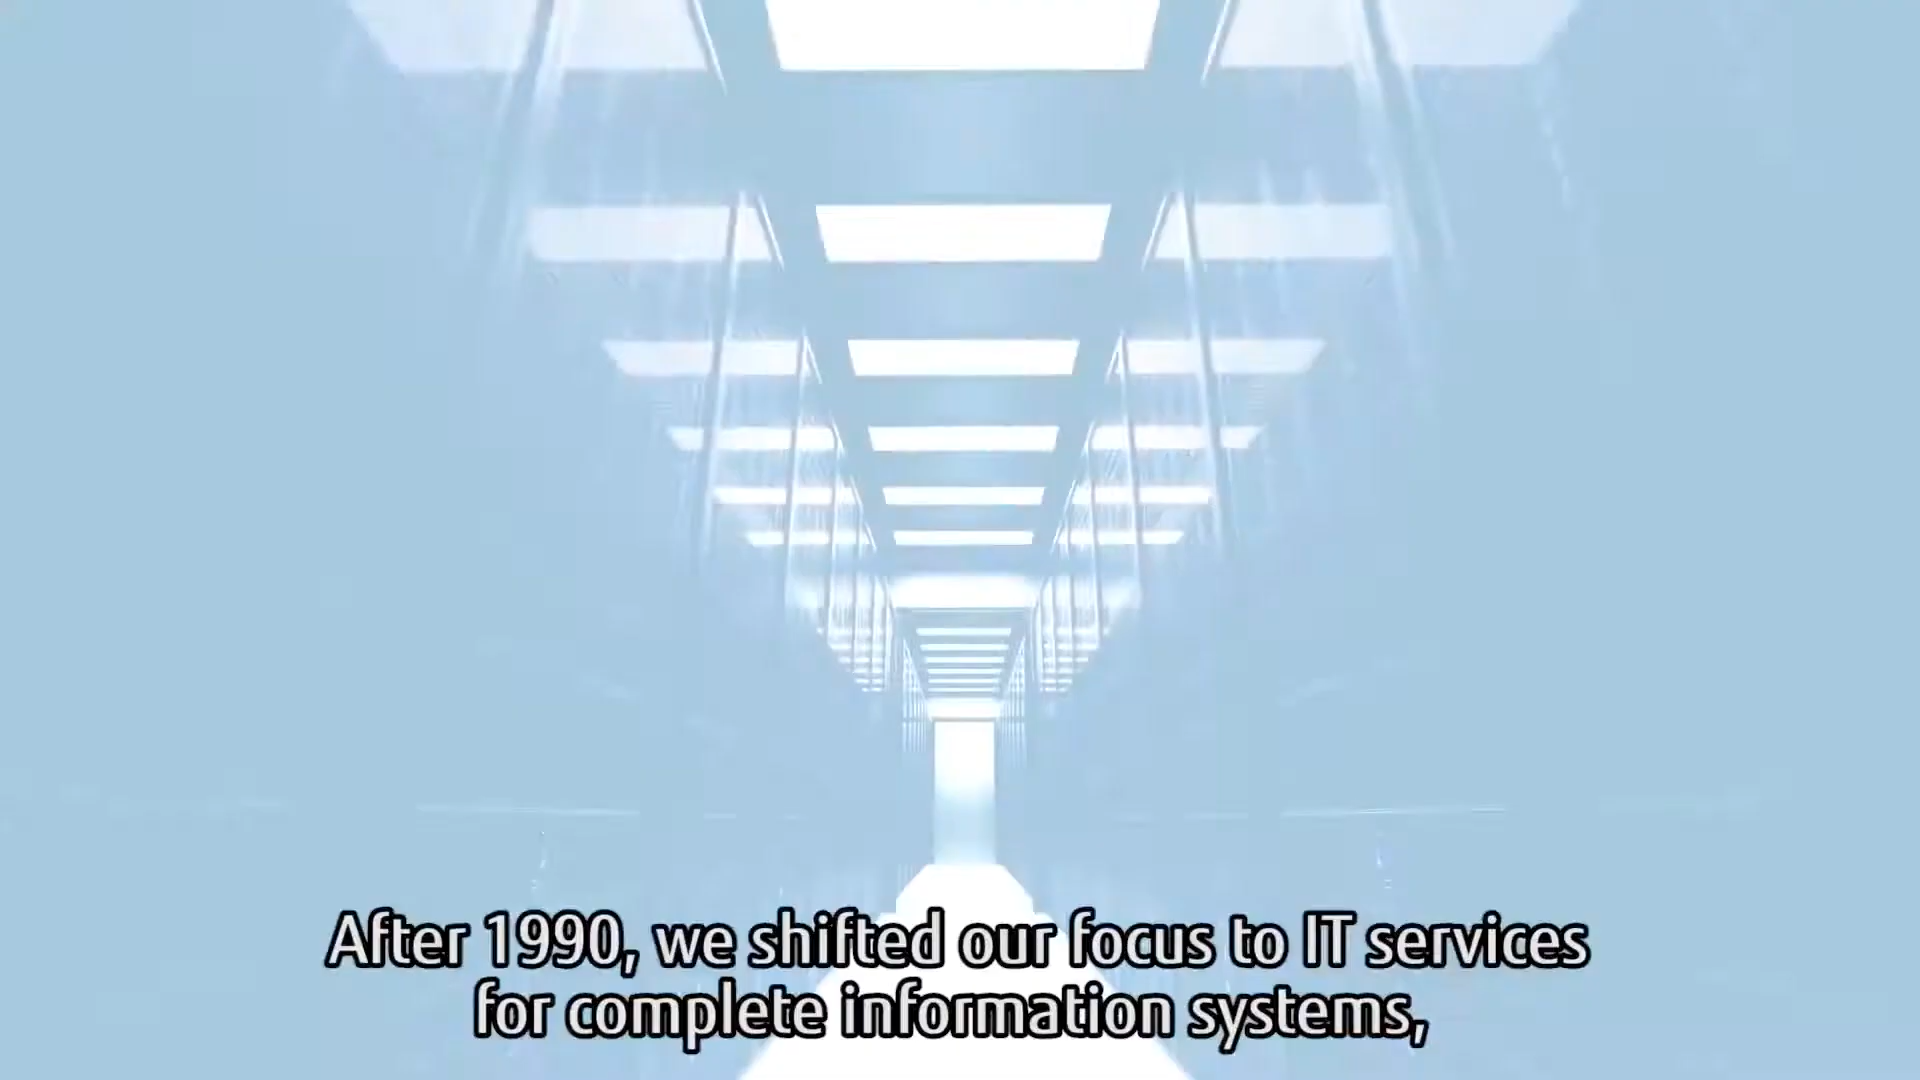 After 1990, we shifted our focus to IT services
for complete information systems,